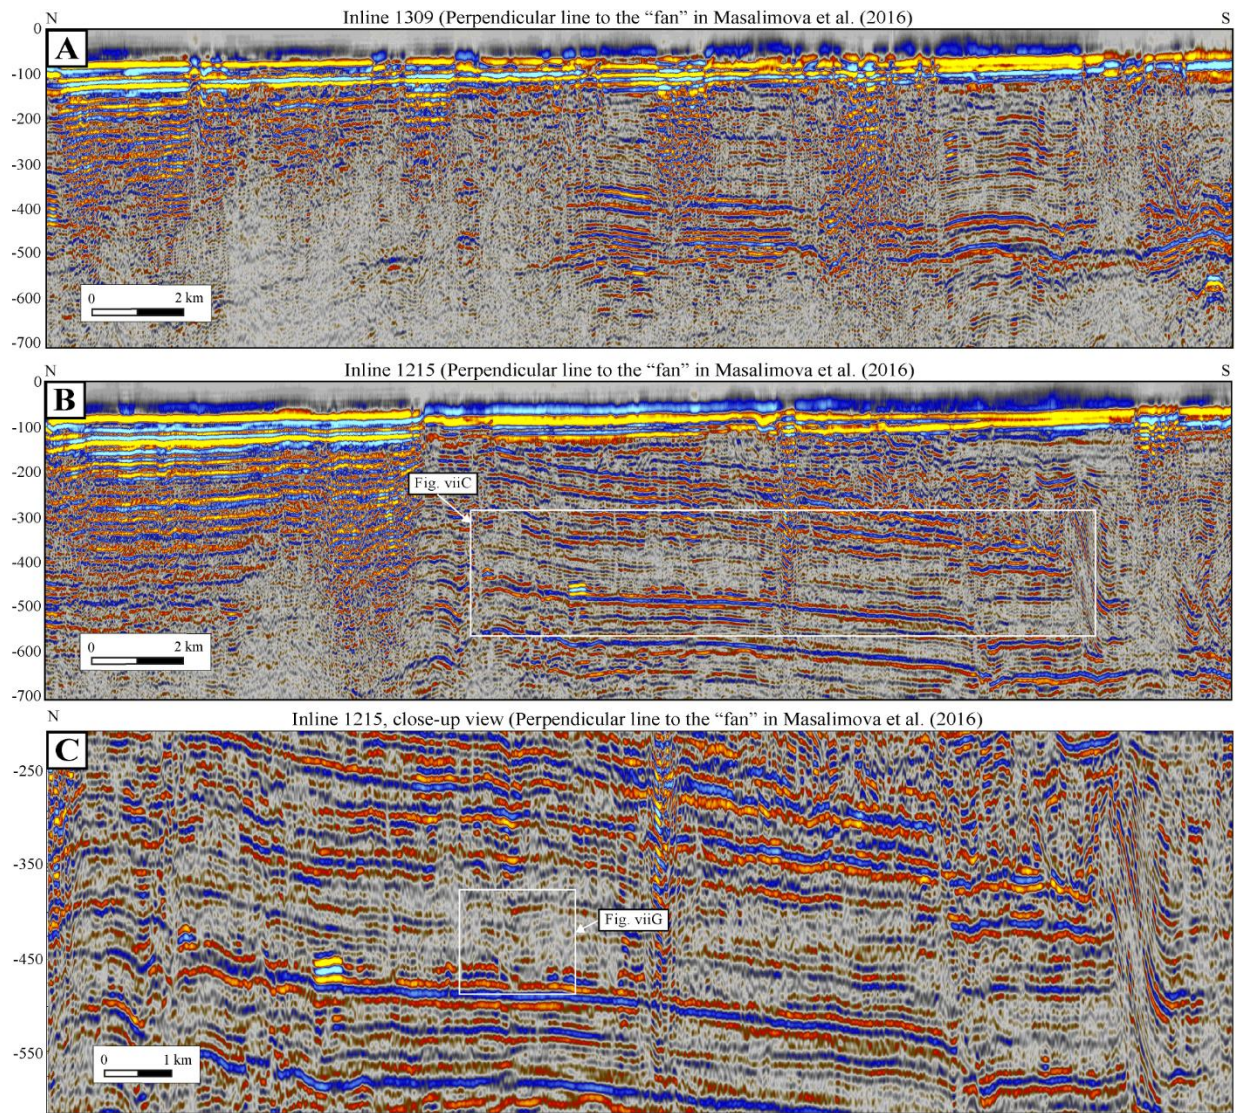 Inline 1309 (Perpendicular line to the “fan” in Masalimova et al. (2016)
N
S
A
0
-100
-200
-300
-400
-500
-600
-700
0 2 km
Inline 1215 (Perpendicular line to the “fan” in Masalimova et al. (2016)
N
S
B
0
-100
-200
-300
-400
-500
-600
-700
Fig. viiC
0 2 km
Inline 1215, close-up view (Perpendicular line to the “fan” in Masalimova et al. (2016)
N
S
C
-250
-350
-450
-550
Fig. viiG
0 1 km